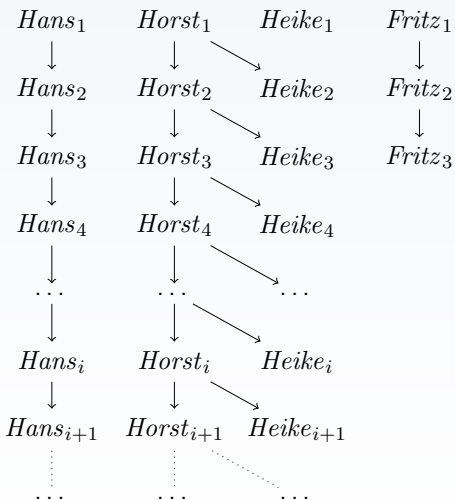 Hans₁ Horst₁ Heike₁ Fritz₁
Hans₂ Horst₂ Heike₂ Fritz₂
Hans₃ Horst₃ Heike₃ Fritz₃
Hans₄ Horst₄ Heike₄
... ... ...
Hansᵢ Horstᵢ Heikeᵢ
Hansᵢ₊₁ Horstᵢ₊₁ Heikeᵢ₊₁
... ... ...